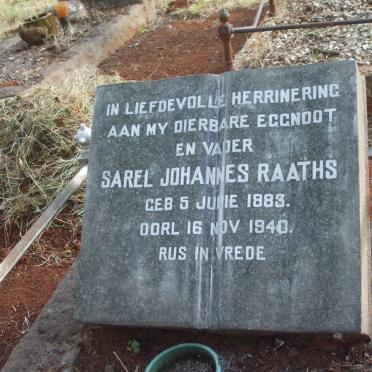 IN LIEFDEVOLLE HERRINERING
AAN MY DIERBARE EGGNOOT
EN VADER
SAREL JOHANNES RAATHS
GEB 5 JUNIE 1883.
OORL 16 NOV 1940.
RUS IN VREDE